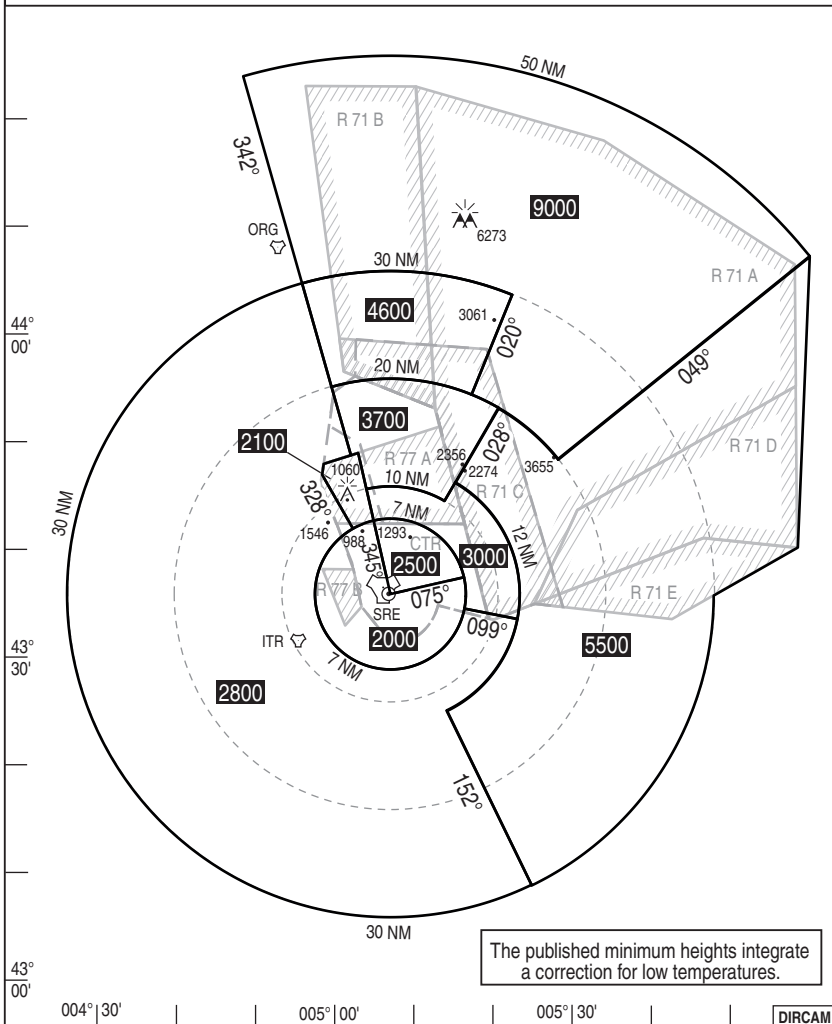 50 NM
R 71 B
342°
9000
ORG
6273
30 NM
R 71 A
4600
3061
020°
44°
00'
20 NM
049°
3700
2100
028°
R 77 A
2356
2274
3655
R 71 D
1060
10 NM
R 71 C
328°
30 NM
7 NM
12 NM
1546
988
1293
CTR
345°
2500
3000
R 77 B
075°
R 71 E
SRE
099°
ITR
2000
5500
43°
30'
7 NM
2800
152°
30 NM
The published minimum heights integrate
a correction for low temperatures.
43°
00'
004° 30'
005° 00'
005° 30'
DIRCAM